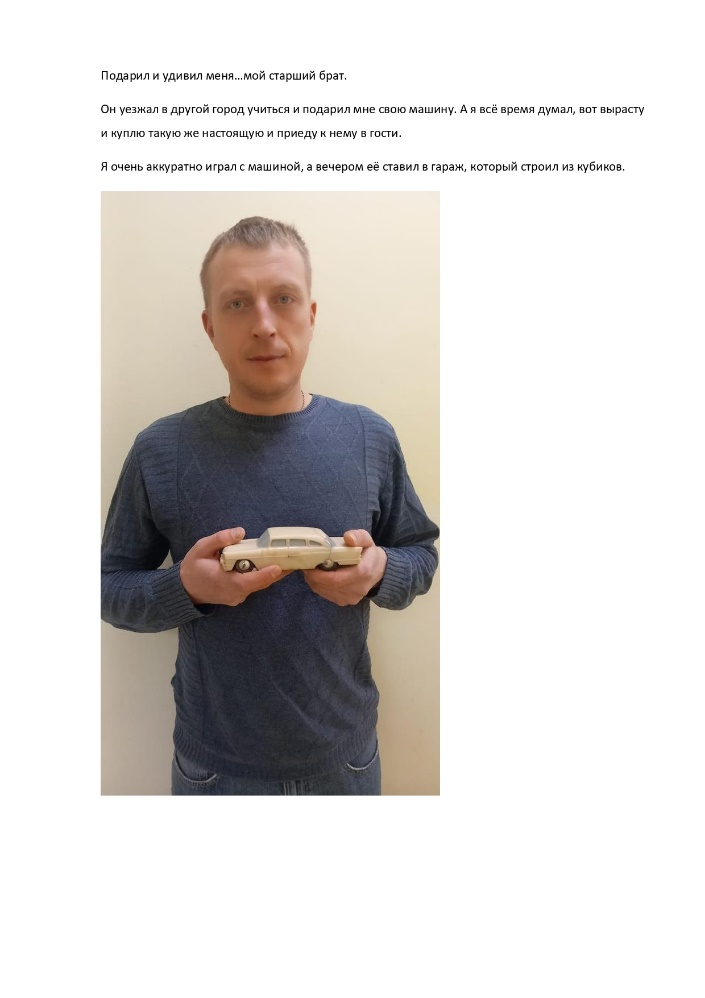 Подарил и удивил меня…мой старший брат.
Он уезжал в другой город учиться и подарил мне свою машину. А я всё время думал, вот вырасту
и куплю такую же настоящую и приеду к нему в гости.
Я очень аккуратно играл с машиной, а вечером её ставил в гараж, который строил из кубиков.